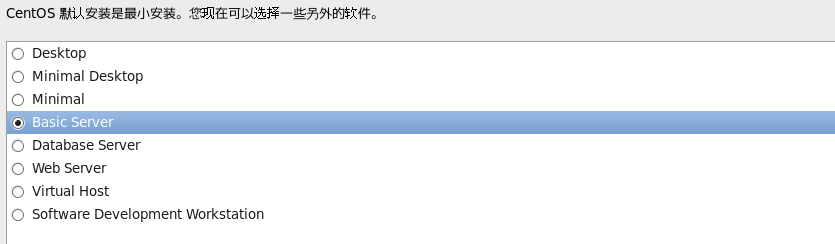 CentOS 默认安装是最小安装。您现在可以选择一些另外的软件。
Desktop
Minimal Desktop
Minimal
Basic Server
Database Server
Web Server
Virtual Host
Software Development Workstation